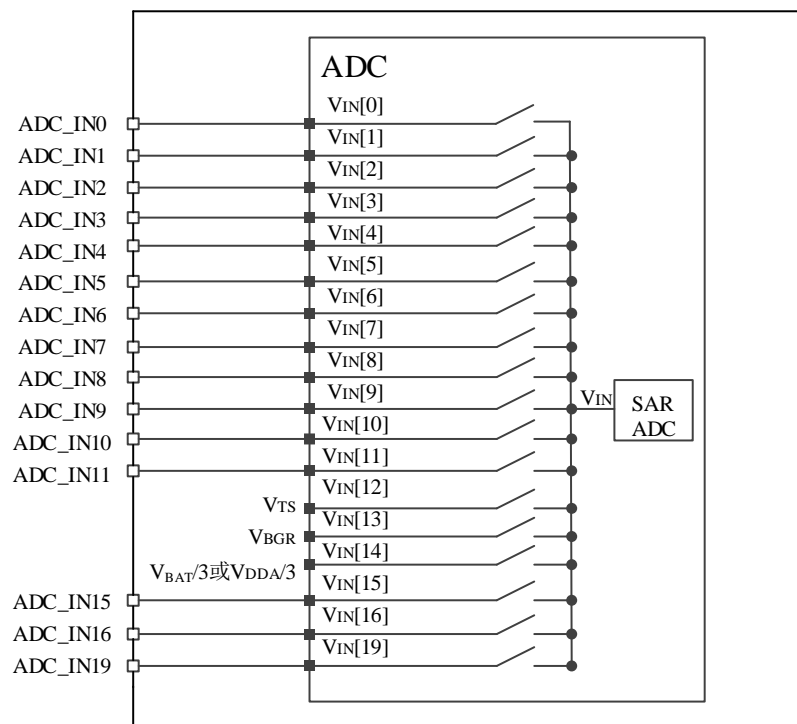 ADC
VIN[0]
ADC_IN0
VIN[1]
ADC_IN1
VIN[2]
ADC_IN2
VIN[3]
ADC_IN3
VIN[4]
ADC_IN4
VIN[5]
ADC_IN5
VIN[6]
ADC_IN6
VIN[7]
ADC_IN7
VIN[8]
ADC_IN8
VIN[9]
ADC_IN9
VIN
SAR
ADC
VIN[10]
ADC_IN10
VIN[11]
ADC_IN11
VIN[12]
VTS
VIN[13]
VBGR
VIN[14]
VBAT/3或VDDA/3
VIN[15]
ADC_IN15
VIN[16]
ADC_IN16
VIN[19]
ADC_IN19